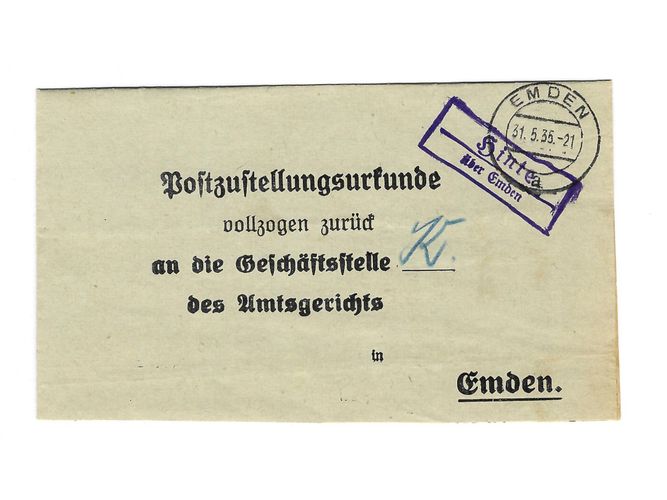 EMDEN
31.5.35.-21
a
Hinte
über Emden
Postzustellungsurkunde
vollzogen zurück
an die Geschäftsstelle K.
des Amtsgerichts
in
Emden.